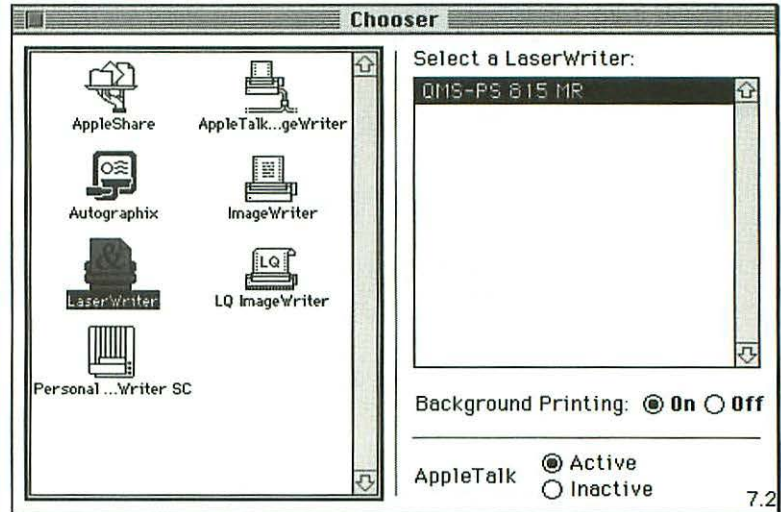 Chooser
AppleShare
AppleTalk...geWriter
Autographix
ImageWriter
&
LaserWriter
LQ
LQ ImageWriter
Personal ...Writer SC
Select a LaserWriter:
QMS-PS 815 MR
Background Printing: On Off
AppleTalk Active
Inactive
7.2